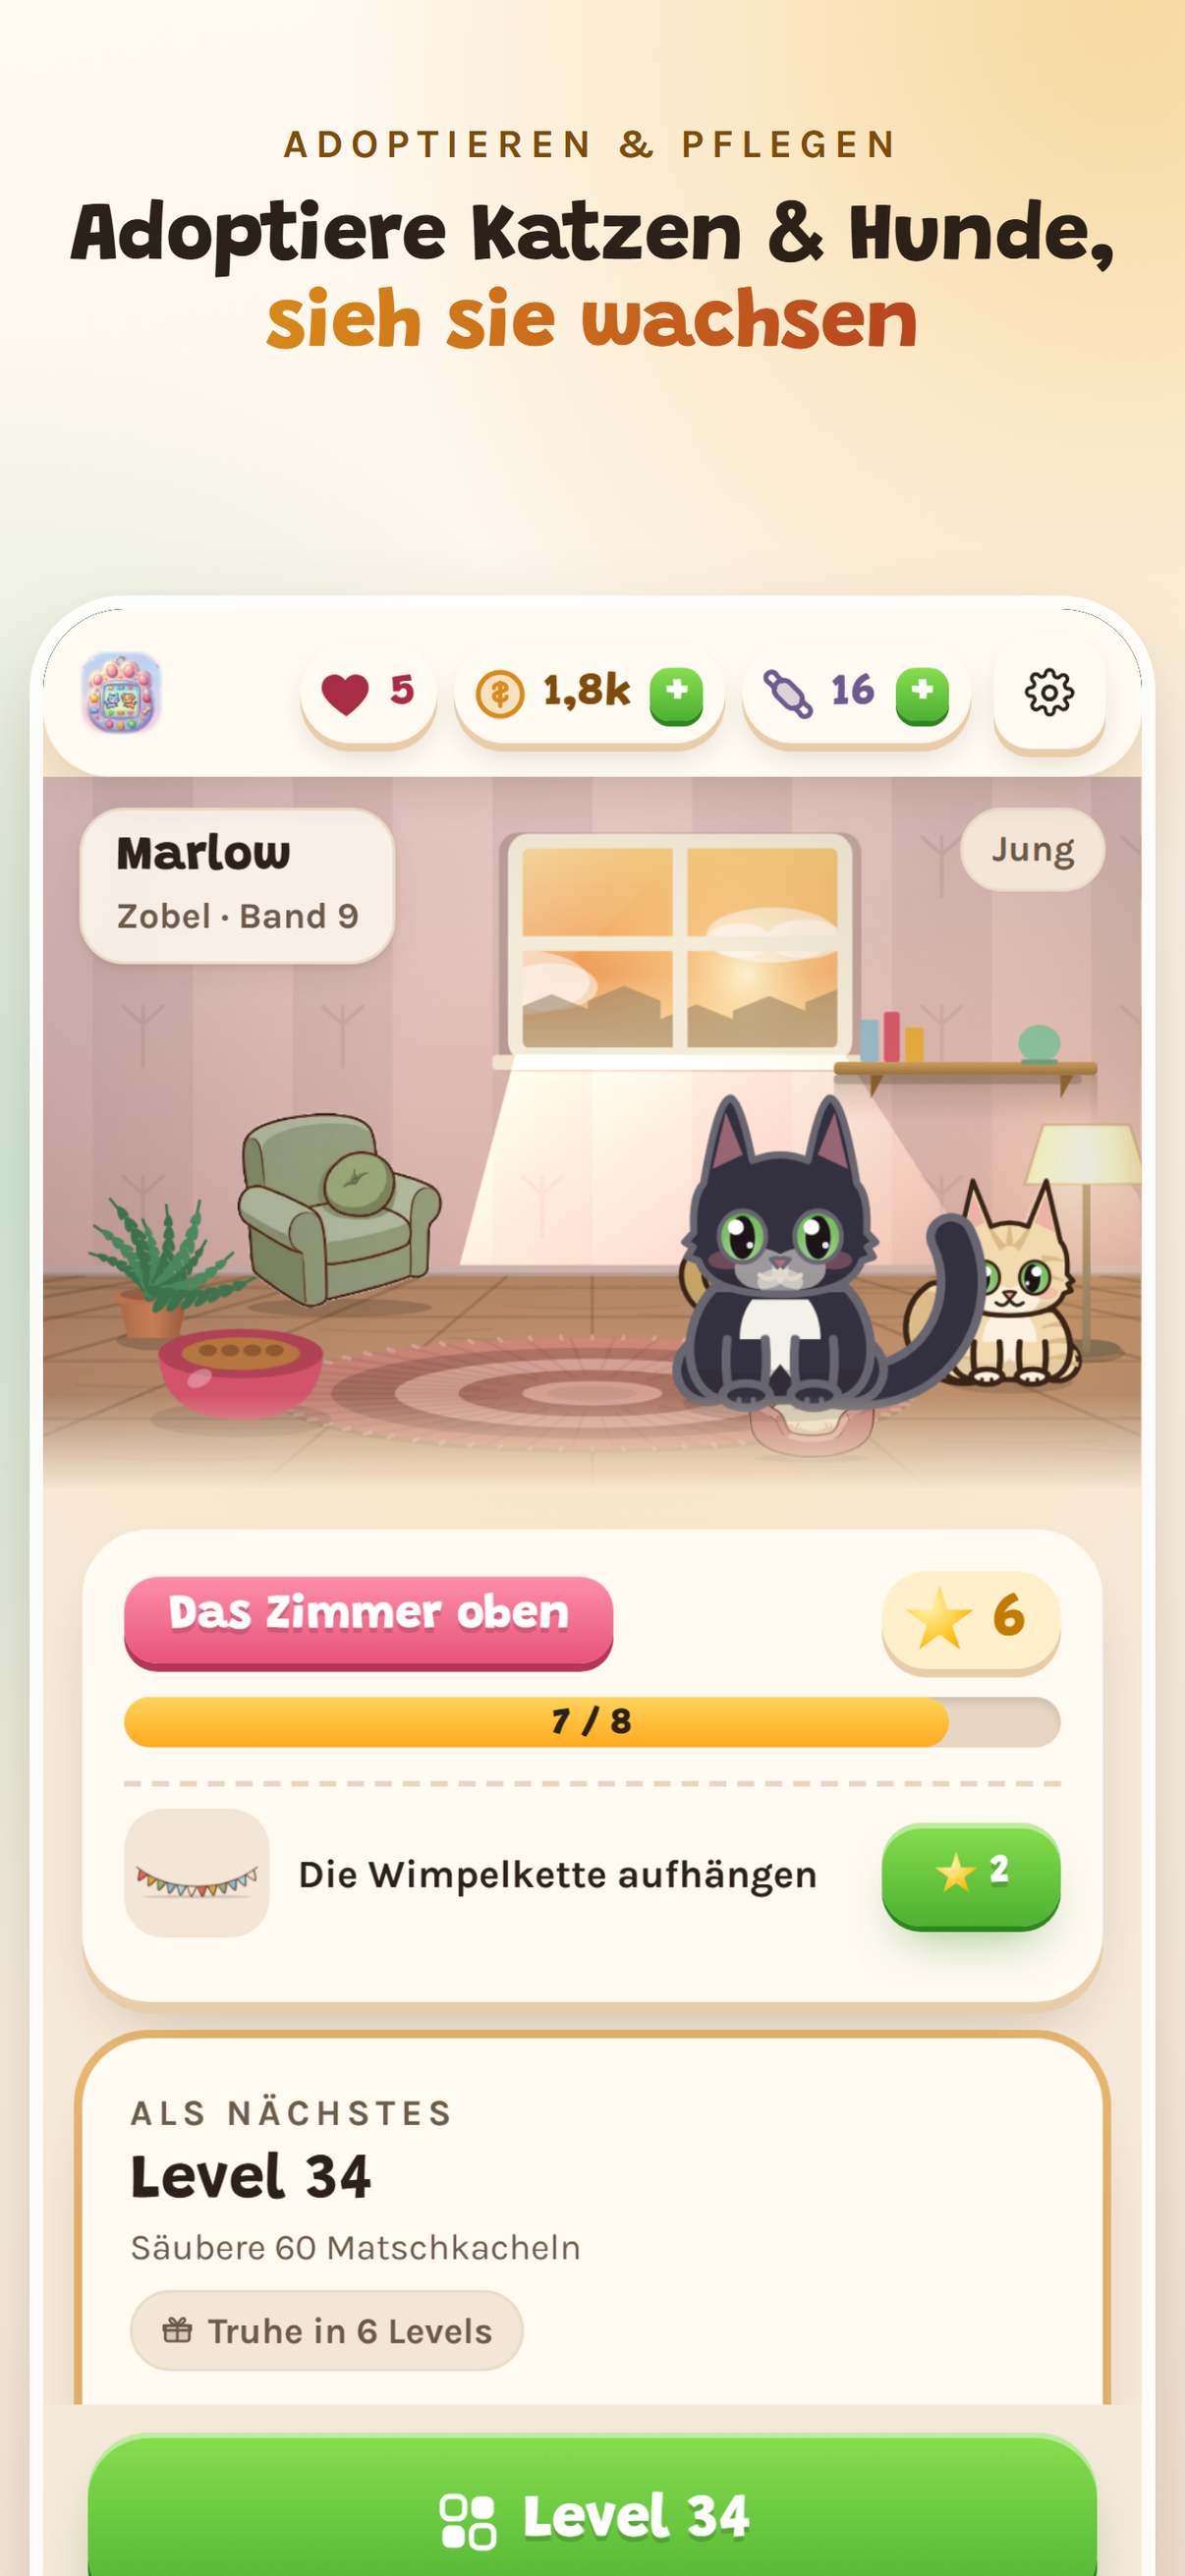 ADOPTIEREN & PFLEGEN
Adoptiere Katzen & Hunde,
sieh sie wachsen
5
1,8k
16
Marlow
Zobel · Band 9
Jung
Das Zimmer oben
6
7 / 8
Die Wimpelkette aufhängen
2
ALS NÄCHSTES
Level 34
Säubere 60 Matschkacheln
Truhe in 6 Levels
Level 34